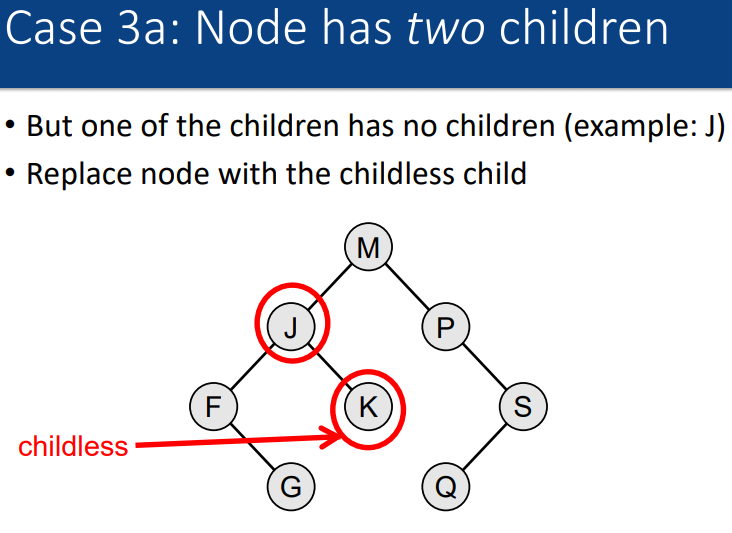 Case 3a: Node has two children
• But one of the children has no children (example: J)
• Replace node with the childless child
M
J
P
F
K
S
childless
G
Q